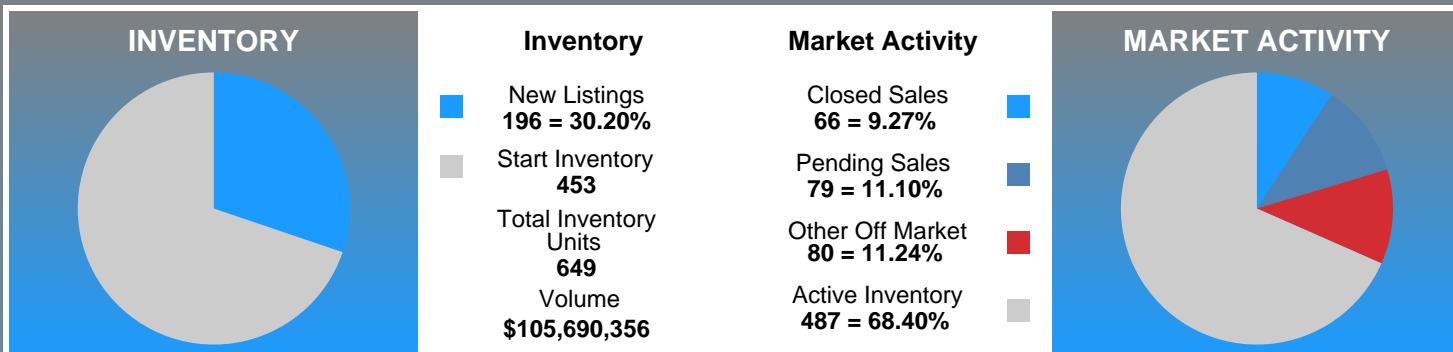 INVENTORY
Inventory
New Listings
196 = 30.20%
Start Inventory
453
Total Inventory
Units
649
Volume
$105,690,356
Market Activity
Closed Sales
66 = 9.27%
Pending Sales
79 = 11.10%
Other Off Market
80 = 11.24%
Active Inventory
487 = 68.40%
MARKET ACTIVITY